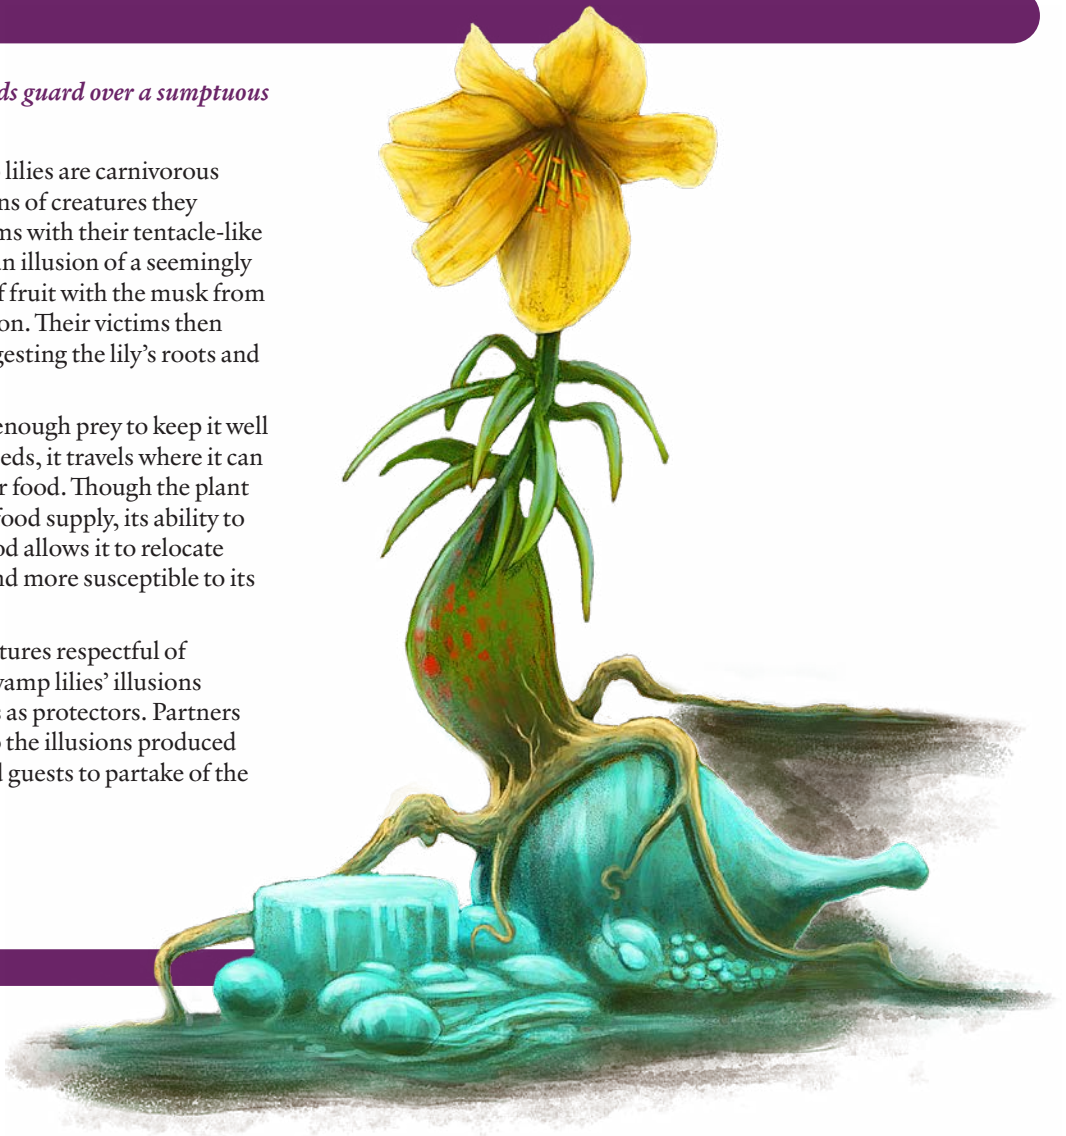 ds guard over a sumptuous
lilies are carnivorous
ns of creatures they
ms with their tentacle-like
n illusion of a seemingly
f fruit with the musk from
on. Their victims then
gesting the lily’s roots and
enough prey to keep it well
eds, it travels where it can
r food. Though the plant
food supply, its ability to
od allows it to relocate
nd more susceptible to its
tures respectful of
vamp lilies’ illusions
s as protectors. Partners
o the illusions produced
d guests to partake of the